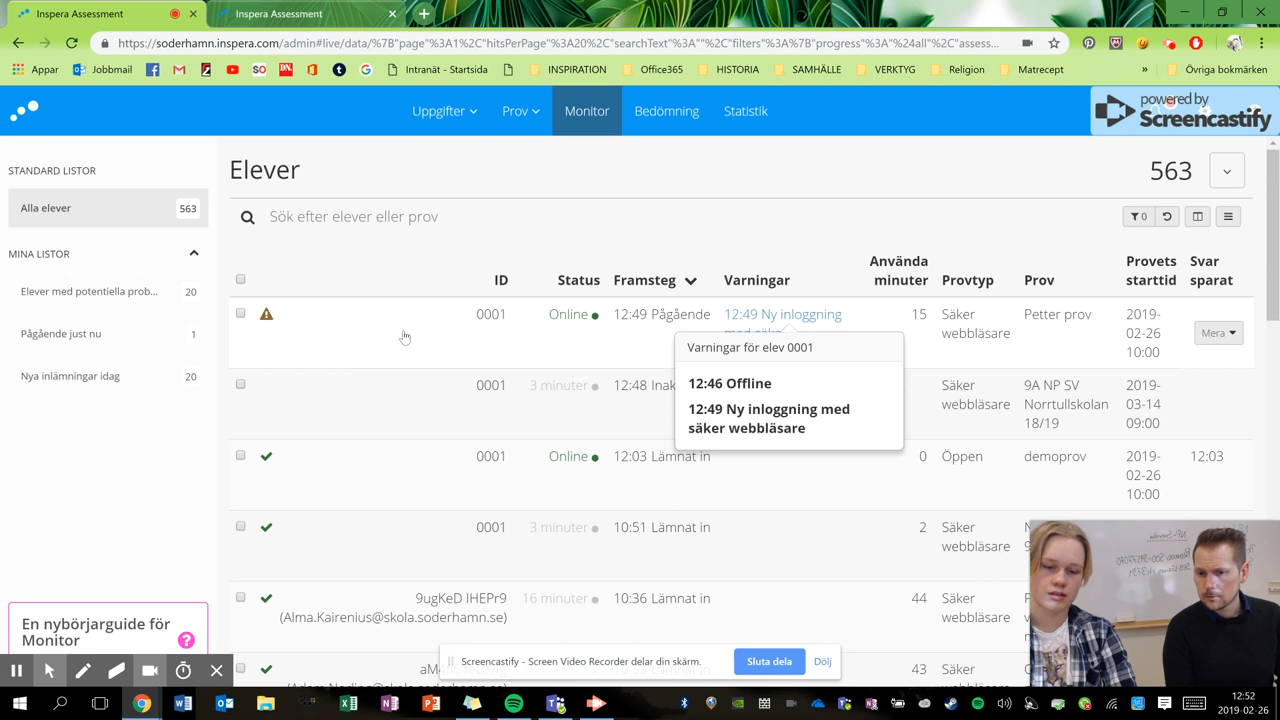 Inspera Assessment
Inspera Assessment
https://soderhamn.inspera.com/admin#live/data/%7B"page"%3A1%2C"hitsPerPage"%3A20%2C"searchText"%3A""%2C"filters"%3A%7B"progress"%3A"%24all"%2C"assess...
Appar
Jobbmail
Intranät - Startsida
INSPIRATION
Office365
HISTORIA
SAMHÄLLE
VERKTYG
Religion
Matrecept
»
Övriga bokmärken
Uppgifter
Prov
Monitor
Bedömning
Statistik
powered by
Screencastify
STANDARD LISTOR
Alla elever 563
MINA LISTOR
Elever med potentiella prob... 20
Pågående just nu 1
Nya inlämningar idag 20
En nybörjarguide för
Monitor ?
Elever 563
Sök efter elever eller prov
0
ID Status Framsteg Varningar Använda minuter Provtyp Prov Provets starttid Svar sparat
0001 Online 12:49 Pågående 12:49 Ny inloggning 15 Säker webbläsare Petter prov 2019-02-26 10:00 Mera
Varningar för elev 0001
12:46 Offline
12:49 Ny inloggning med
säker webbläsare
0001 3 minuter 12:48 Säker webbläsare 9A NP SV Norrtullskolan 18/19 2019-03-14 09:00
0001 Online 12:03 Lämnat in 0 Öppen demoprov 2019-02-26 10:00 12:03
0001 3 minuter 10:51 Lämnat in 2 Säker webbläsare
9ugKeD IHEPr9 16 minuter 10:36 Lämnat in 44 Säker webbläsare
(Alma.Kairenius@skola.soderhamn.se)
43 Säker
Screencastify - Screen Video Recorder delar din skärm.
Sluta dela
Dölj
12:52
2019-02-26